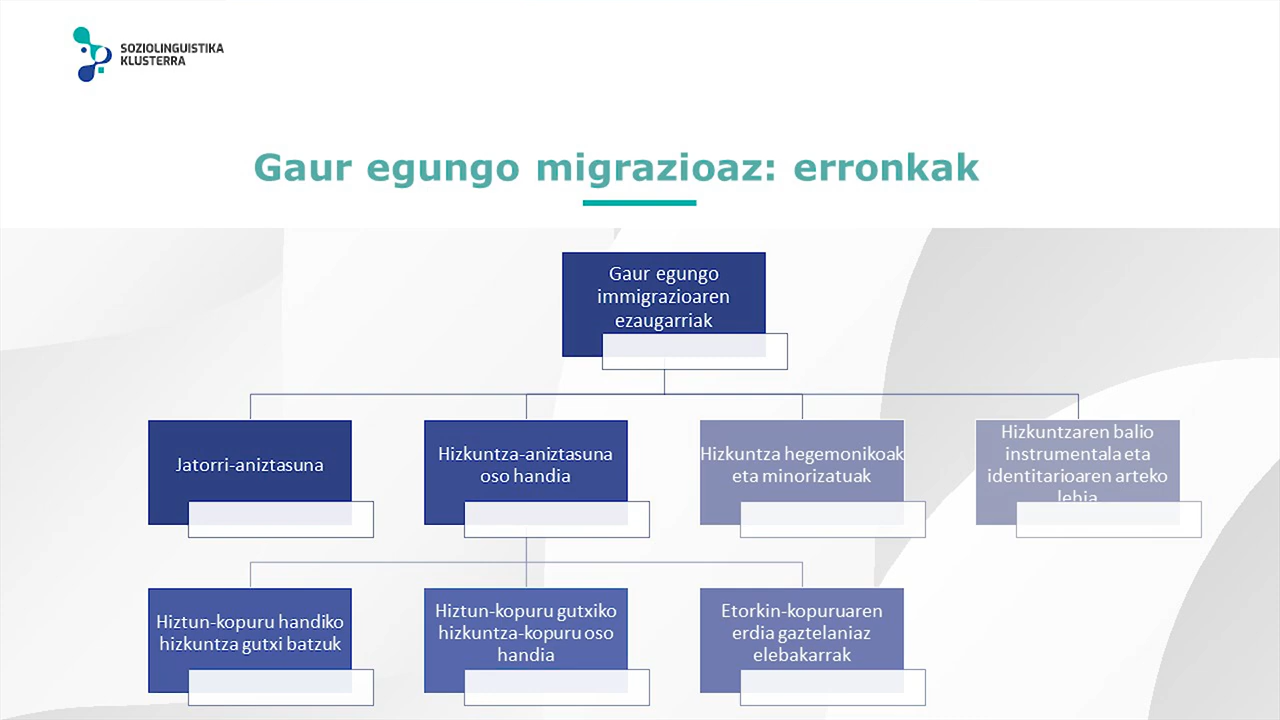 SOZIOLINGUISTIKA
KLUSTERRA
Gaur egungo migrazioaz: erronkak
Gaur egungo
immigrazioaren
ezaugarriak
Jatorri-aniztasuna
Hizkuntza-aniztasuna
oso handia
Hizkuntza hegemonikoak
eta minorizatuak
Hizkuntzaren balio
instrumentala eta
identitarioaren arteko
lehia
Hiztun-kopuru handiko
hizkuntza gutxi batzuk
Hiztun-kopuru gutxiko
hizkuntza-kopuru oso
handia
Etorkin-kopuruaren
erdia gaztelaniaz
elebakarrak